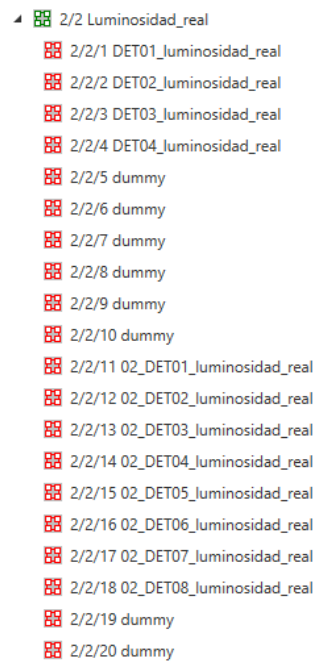 2/2 Luminosidad_real
2/2/1 DET01_luminosidad_real
2/2/2 DET02_luminosidad_real
2/2/3 DET03_luminosidad_real
2/2/4 DET04_luminosidad_real
2/2/5 dummy
2/2/6 dummy
2/2/7 dummy
2/2/8 dummy
2/2/9 dummy
2/2/10 dummy
2/2/11 02_DET01_luminosidad_real
2/2/12 02_DET02_luminosidad_real
2/2/13 02_DET03_luminosidad_real
2/2/14 02_DET04_luminosidad_real
2/2/15 02_DET05_luminosidad_real
2/2/16 02_DET06_luminosidad_real
2/2/17 02_DET07_luminosidad_real
2/2/18 02_DET08_luminosidad_real
2/2/19 dummy
2/2/20 dummy